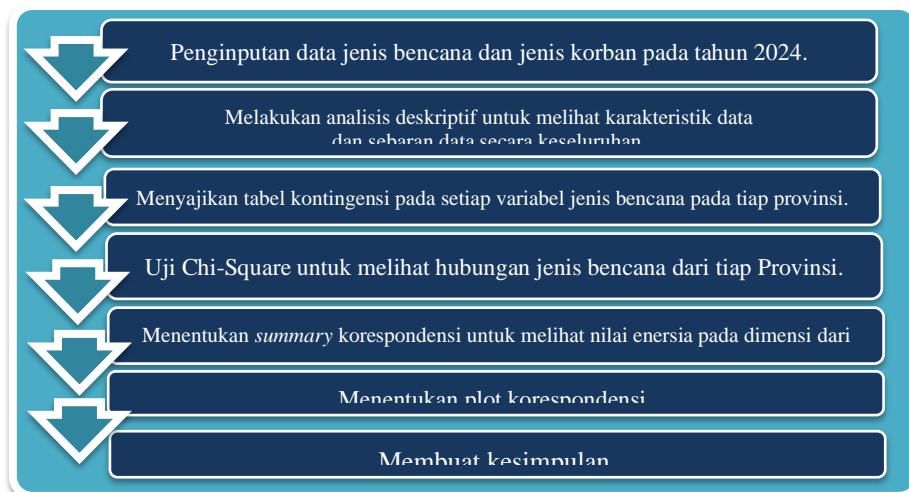 Penginputan data jenis bencana dan jenis korban pada tahun 2024.
Melakukan analisis deskriptif untuk melihat karakteristik data
dan sebaran data secara keseluruhan
Menyajikan tabel kontingensi pada setiap variabel jenis bencana pada tiap provinsi.
Uji Chi-Square untuk melihat hubungan jenis bencana dari tiap Provinsi.
Menentukan summary korespondensi untuk melihat nilai enersia pada dimensi dari
Menentukan plot korespondensi
Membuat kesimpulan